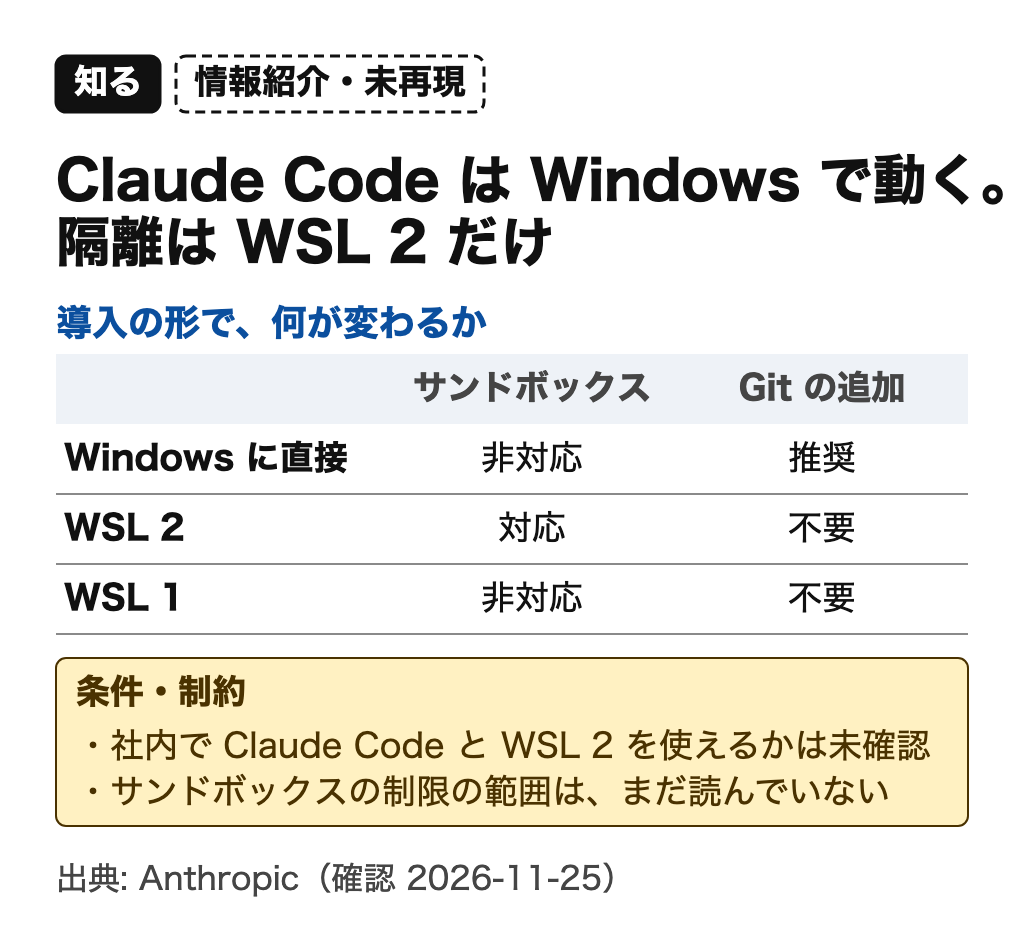 知る 情報紹介・未再現
Claude Code は Windows で動く。
隔離は WSL 2 だけ
導入の形で、何が変わるか
サンドボックス Git の追加
Windows に直接 非対応 推奨
WSL 2 対応 不要
WSL 1 非対応 不要
条件・制約
・社内で Claude Code と WSL 2 を使えるかは未確認
・サンドボックスの制限の範囲は、まだ読んでいない
出典: Anthropic（確認 2026-11-25）